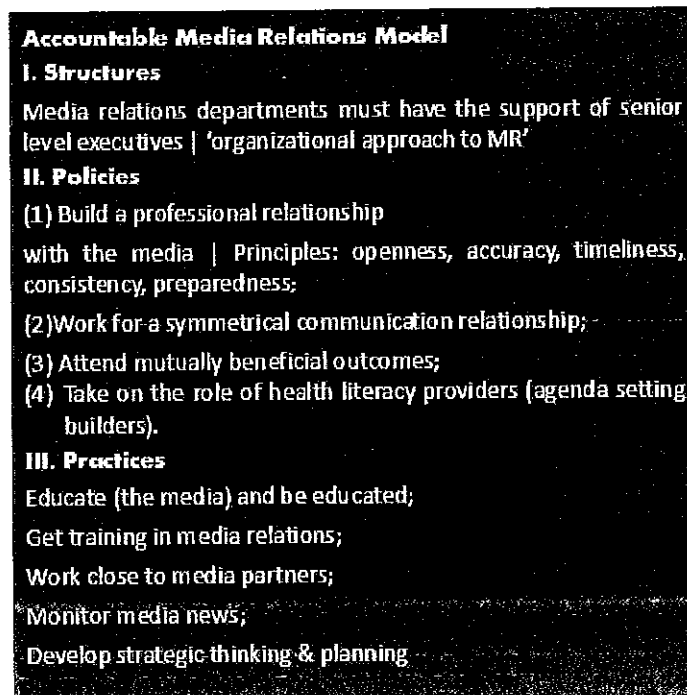 Accountable Media Relations Model
I. Structures
Media relations departments must have the support of senior
level executives | 'organizational approach to MR'
II. Policies
(1) Build a professional relationship
with the media | Principles: openness, accuracy, timeliness,
consistency, preparedness;
(2)Work for a symmetrical communication relationship;
(3) Attend mutually beneficial outcomes;
(4) Take on the role of health literacy providers (agenda setting
builders).
III. Practices
Educate (the media) and be educated;
Get training in media relations;
Work close to media partners;
Monitor media news;
Develop strategic thinking & planning